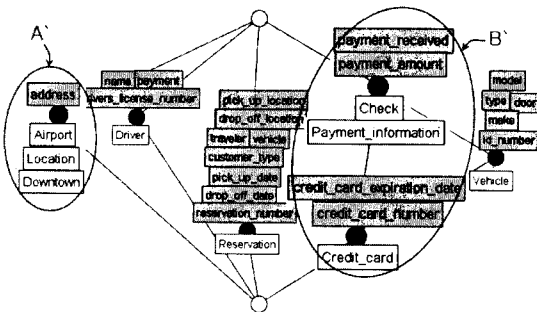 A`
B`
payment_received
payment_amount
Check
Payment_information
credit_card_expiration_date
credit_card_number
Credit_card
address
Airport
Location
Downtown
name payment
ivers_license_number
Driver
pick_up_location
drop_off_location
traveler vehicle
customer_type
pick_up_date
drop_off_date
reservation_number
Reservation
model
type door
make
id_number
Vehicle